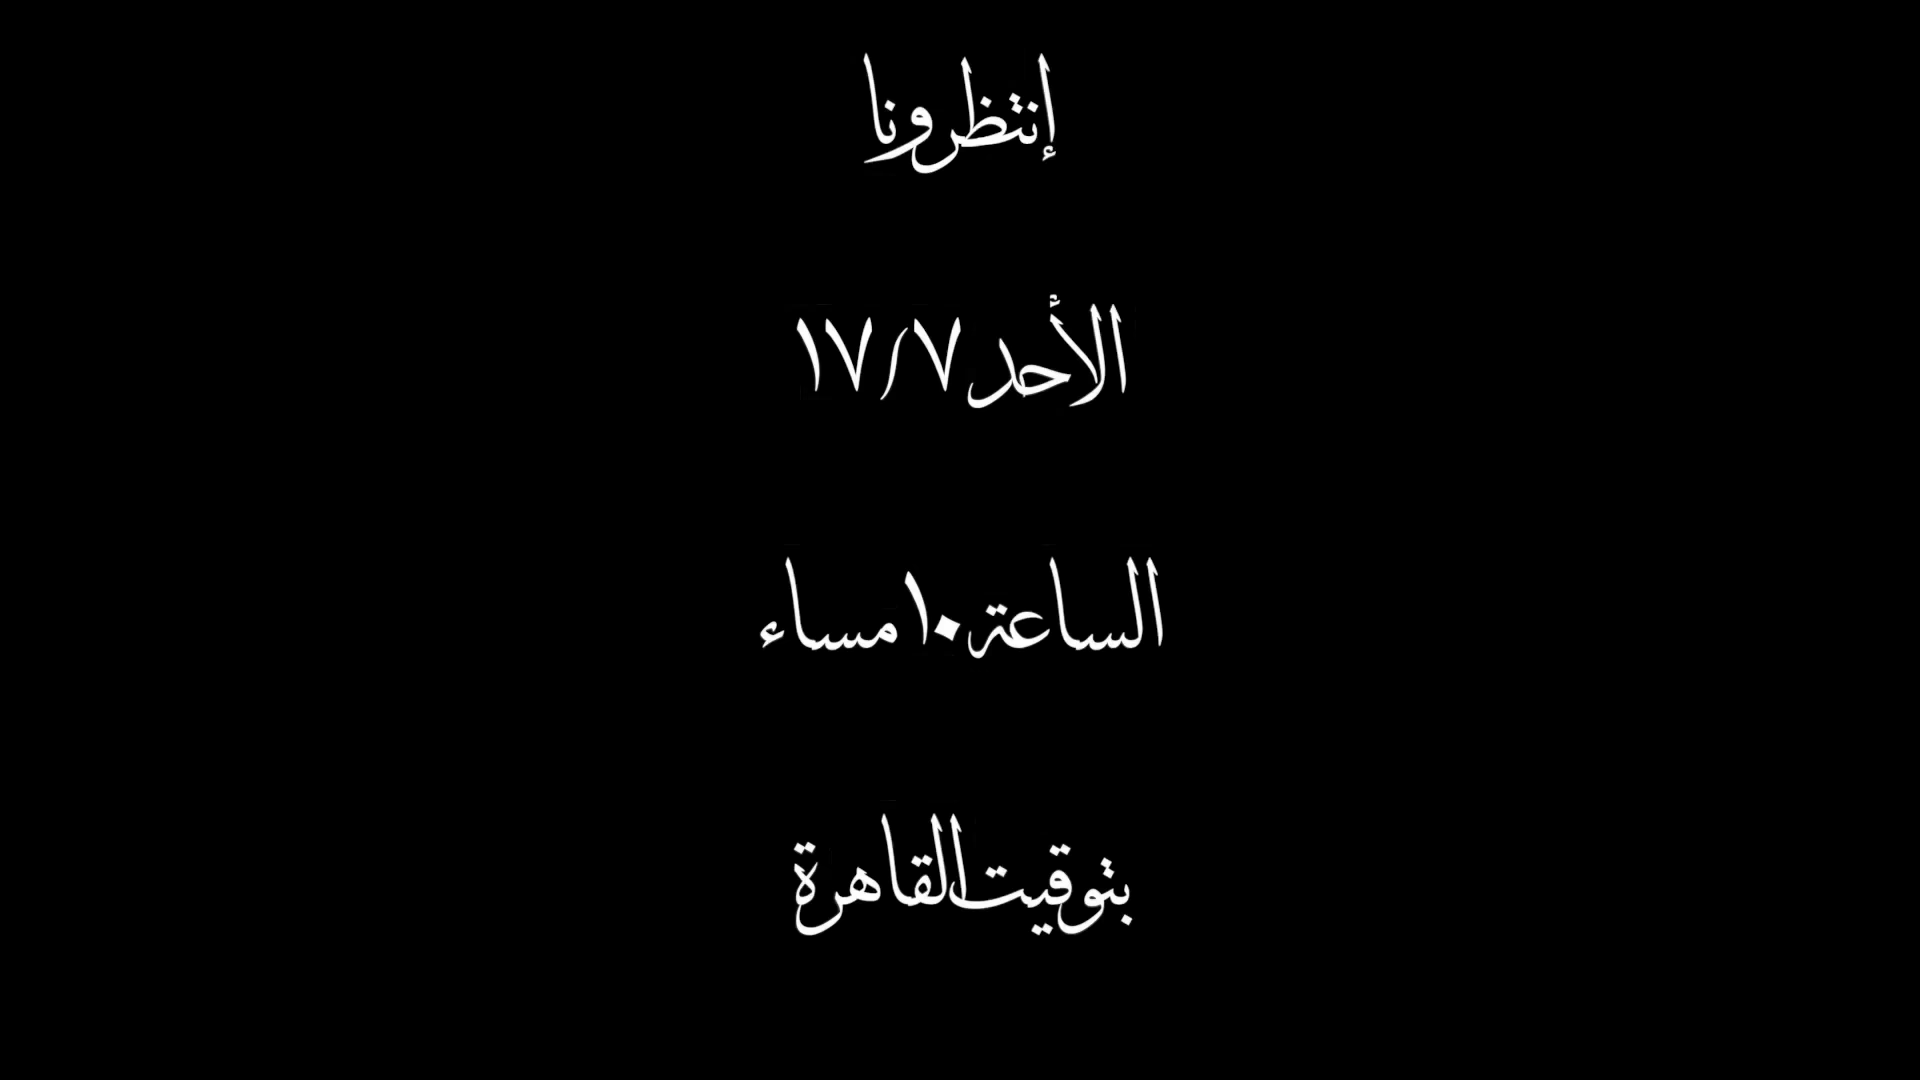 إنتظرونا
الأحد ١٧/٧
الساعة ١٠ مساء
بتوقيت القاهرة